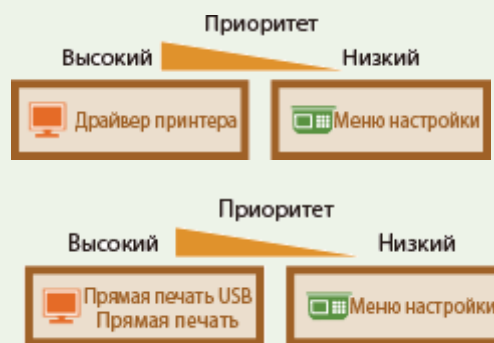 Приоритет
Высокий Низкий
Драйвер принтера Меню настройки
Приоритет
Высокий Низкий
Прямая печать USB
Прямая печать
Меню настройки